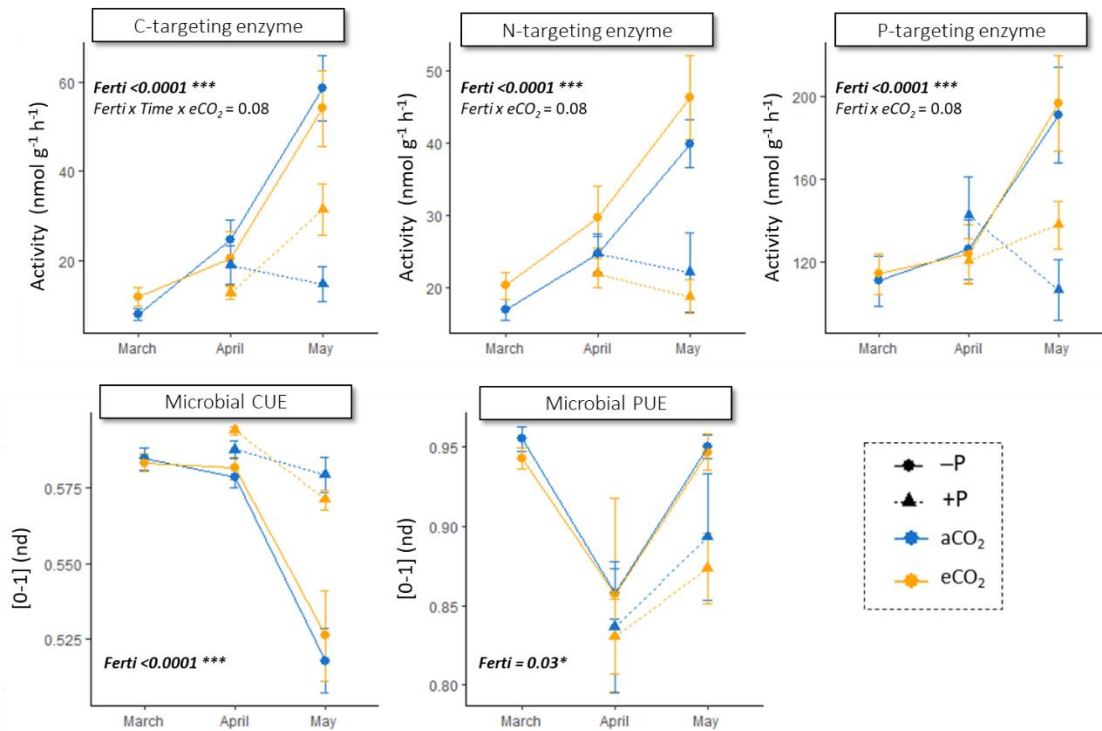 C-targeting enzyme
Activity (nmol g⁻¹ h⁻¹)
60
40
20
Ferti <0.0001 ***
Ferti x Time x eCO₂ = 0.08
March April May
N-targeting enzyme
Activity (nmol g⁻¹ h⁻¹)
50
40
30
20
Ferti <0.0001 ***
Ferti x eCO₂ = 0.08
March April May
P-targeting enzyme
Activity (nmol g⁻¹ h⁻¹)
200
160
120
Ferti <0.0001 ***
Ferti x eCO₂ = 0.08
March April May
Microbial CUE
[0-1] (nd)
0.575
0.550
0.525
Ferti <0.0001 ***
March April May
Microbial PUE
[0-1] (nd)
0.95
0.90
0.85
0.80
Ferti = 0.03*
March April May
–P
+P
aCO₂
eCO₂